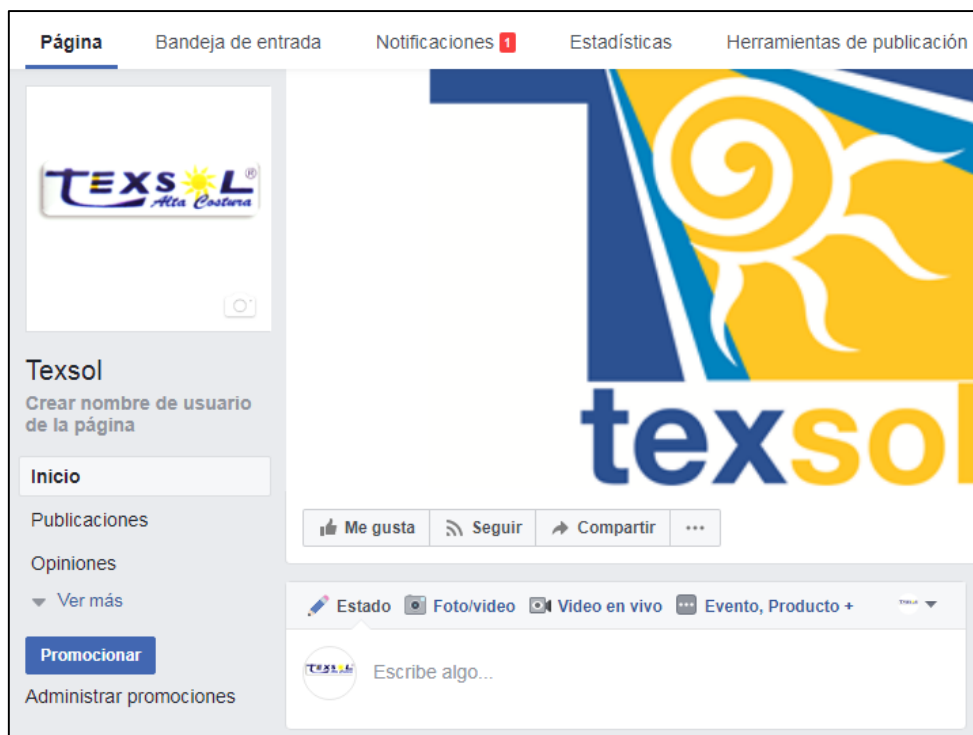 Página Bandeja de entrada Notificaciones 1 Estadísticas Herramientas de publicación
TEXSOL®
Alta Costura
texsol
Texsol
Crear nombre de usuario
de la página
Inicio
Publicaciones
Opiniones
Ver más
Promocionar
Administrar promociones
Me gusta Seguir Compartir ...
Estado Foto/video Video en vivo Evento, Producto +
TEXSOL Escribe algo...